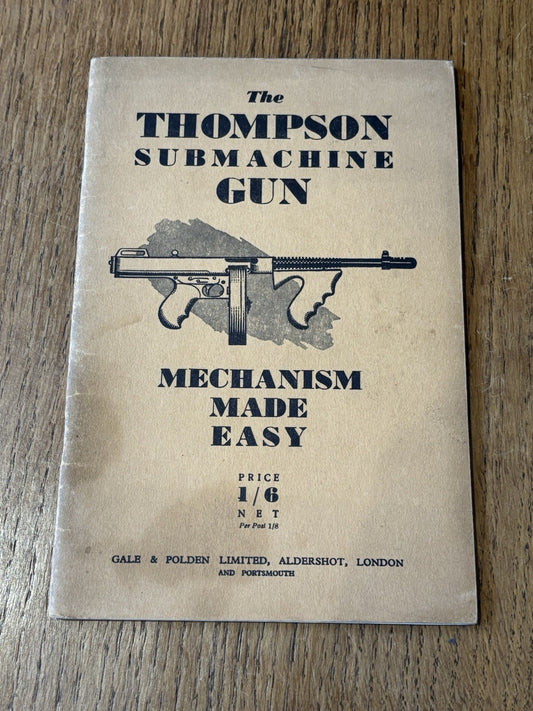 The
THOMPSON
SUBMACHINE
GUN
MECHANISM
MADE
EASY
PRICE
1/6
NET
Per Post 1/8
GALE & POLDEN LIMITED, ALDERSHOT, LONDON
AND PORTSMOUTH